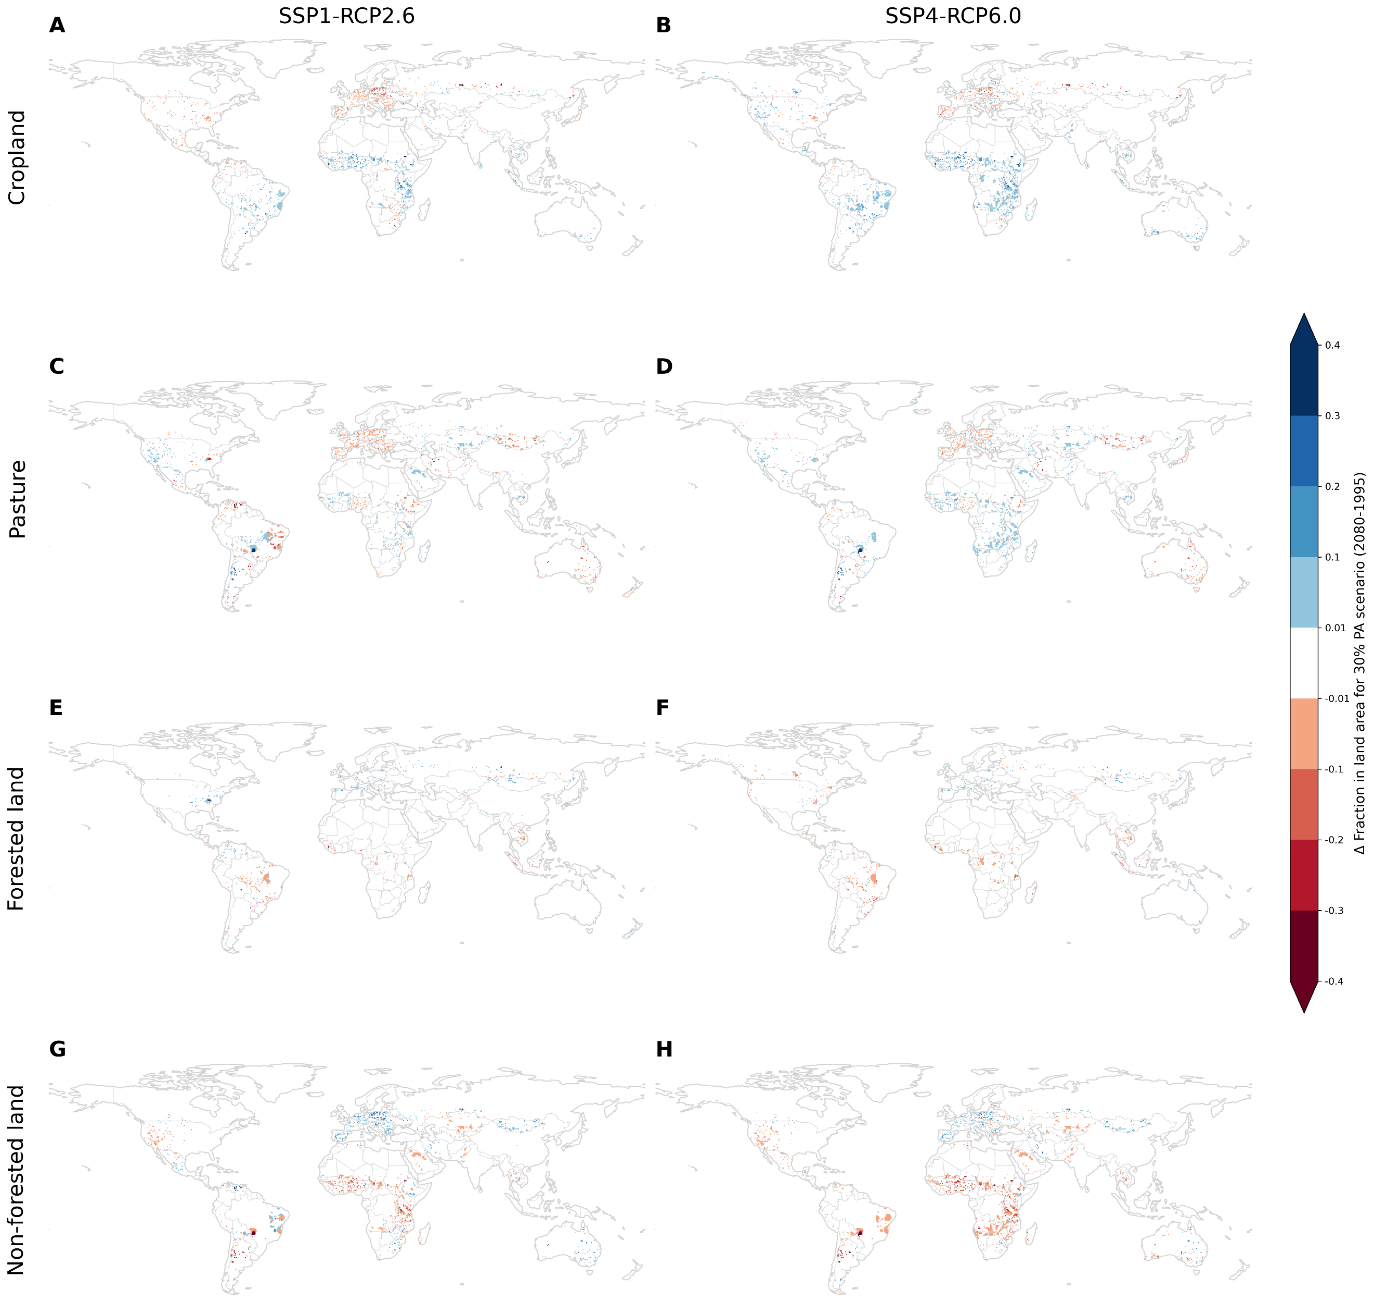 SSP1-RCP2.6
SSP4-RCP6.0
A
B
Cropland
C
D
Pasture
E
F
Forested land
G
H
Non-forested land
0.4
0.3
0.2
0.1
0.01
-0.01
-0.1
-0.2
-0.3
-0.4
Δ Fraction in land area for 30% PA scenario (2080-1995)